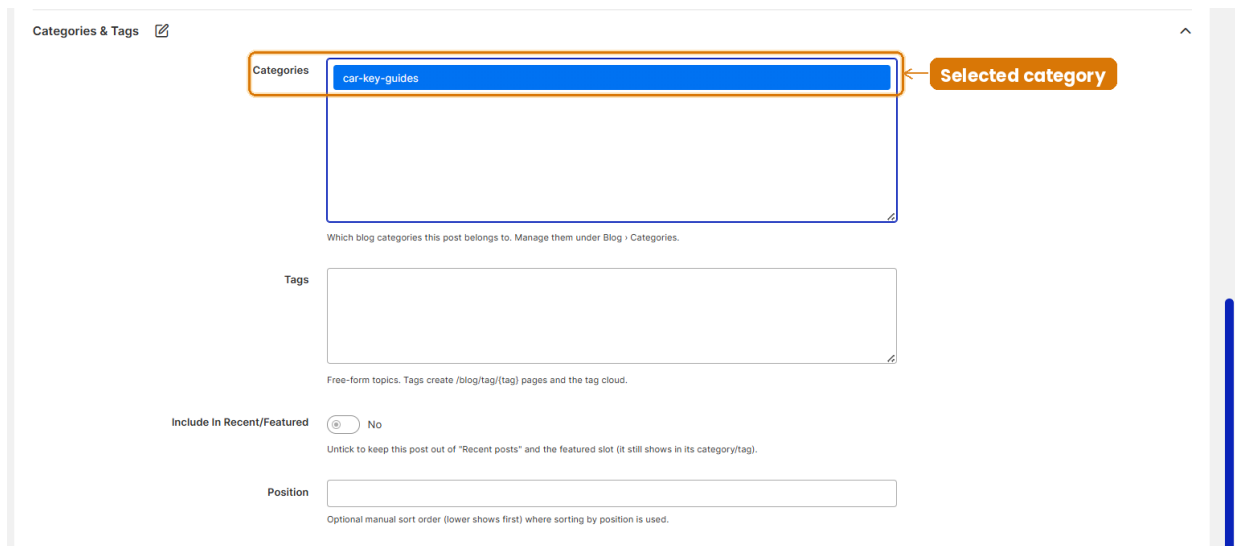 Categories & Tags
Categories
car-key-guides
Selected category
Which blog categories this post belongs to. Manage them under Blog › Categories.
Tags
Free-form topics. Tags create /blog/tag/{tag} pages and the tag cloud.
Include In Recent/Featured
No
Untick to keep this post out of "Recent posts" and the featured slot (it still shows in its category/tag).
Position
Optional manual sort order (lower shows first) where sorting by position is used.